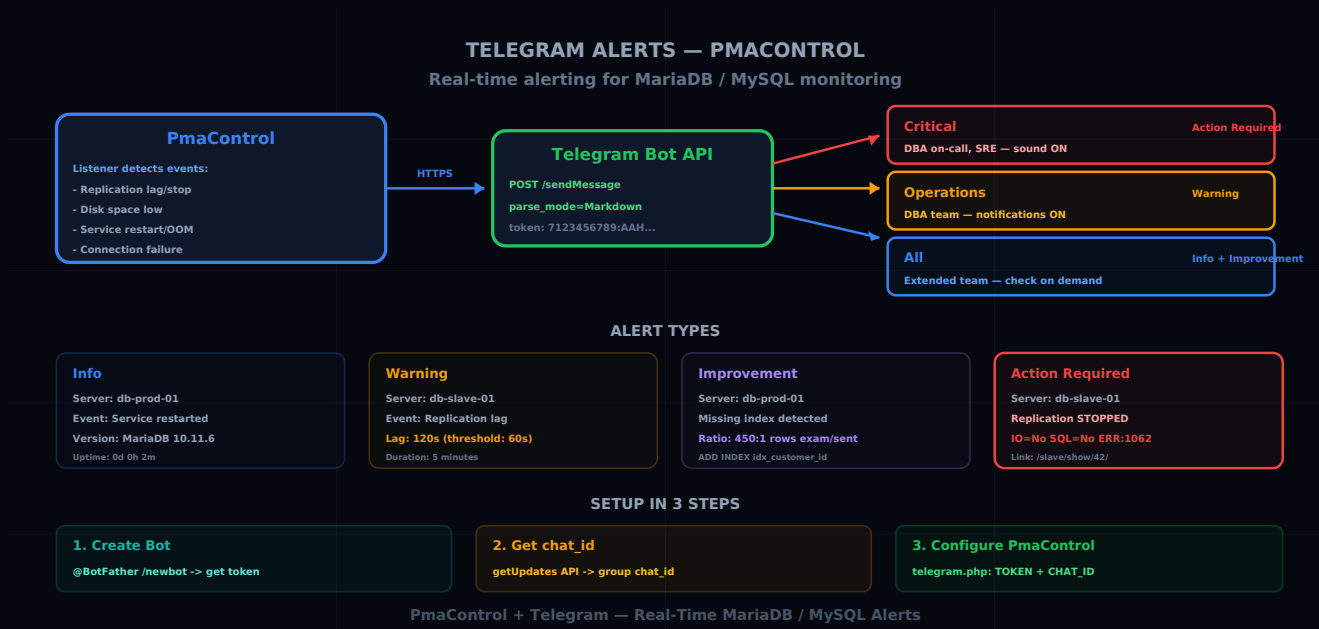 TELEGRAM ALERTS — PMACONTROL
Real-time alerting for MariaDB / MySQL monitoring
PmaControl
Listener detects events:
- Replication lag/stop
- Disk space low
- Service restart/OOM
- Connection failure
HTTPS
Telegram Bot API
POST /sendMessage
parse_mode=Markdown
token: 7123456789:AAH...
Critical
Action Required
DBA on-call, SRE — sound ON
Operations
Warning
DBA team — notifications ON
All
Info + Improvement
Extended team — check on demand
ALERT TYPES
Info
Server: db-prod-01
Event: Service restarted
Version: MariaDB 10.11.6
Uptime: 0d 0h 2m
Warning
Server: db-slave-01
Event: Replication lag
Lag: 120s (threshold: 60s)
Duration: 5 minutes
Improvement
Server: db-prod-01
Missing index detected
Ratio: 450:1 rows exam/sent
ADD INDEX idx_customer_id
Action Required
Server: db-slave-01
Replication STOPPED
IO=No SQL=No ERR:1062
Link: /slave/show/42/
SETUP IN 3 STEPS
1. Create Bot
@BotFather /newbot -> get token
2. Get chat_id
getUpdates API -> group chat_id
3. Configure PmaControl
telegram.php: TOKEN + CHAT_ID
PmaControl + Telegram — Real-Time MariaDB / MySQL Alerts